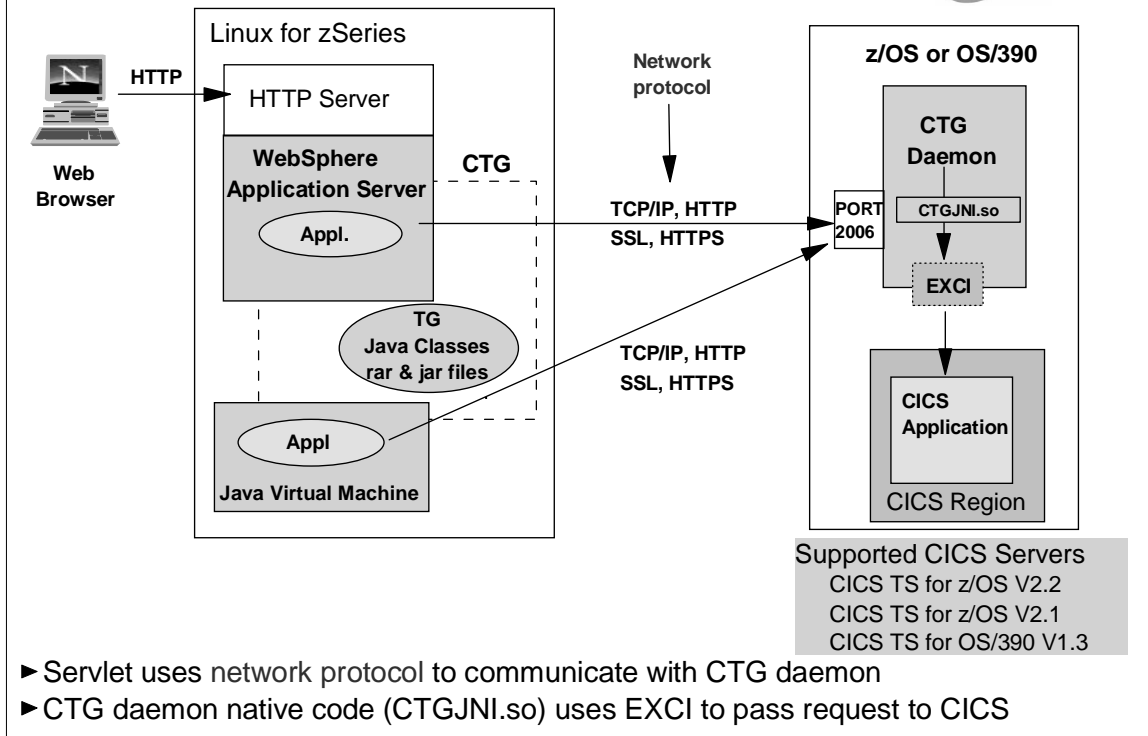 Linux for zSeries
N
HTTP
HTTP Server
Web
Browser
WebSphere
Application Server
Appl.
CTG
TG
Java Classes
rar & jar files
Appl
Java Virtual Machine
Network
protocol
TCP/IP, HTTP
SSL, HTTPS
TCP/IP, HTTP
SSL, HTTPS
z/OS or OS/390
CTG
Daemon
PORT
2006
CTGJNI.so
EXCI
CICS
Application
CICS Region
Supported CICS Servers
CICS TS for z/OS V2.2
CICS TS for z/OS V2.1
CICS TS for OS/390 V1.3
►Servlet uses network protocol to communicate with CTG daemon
►CTG daemon native code (CTGJNI.so) uses EXCI to pass request to CICS